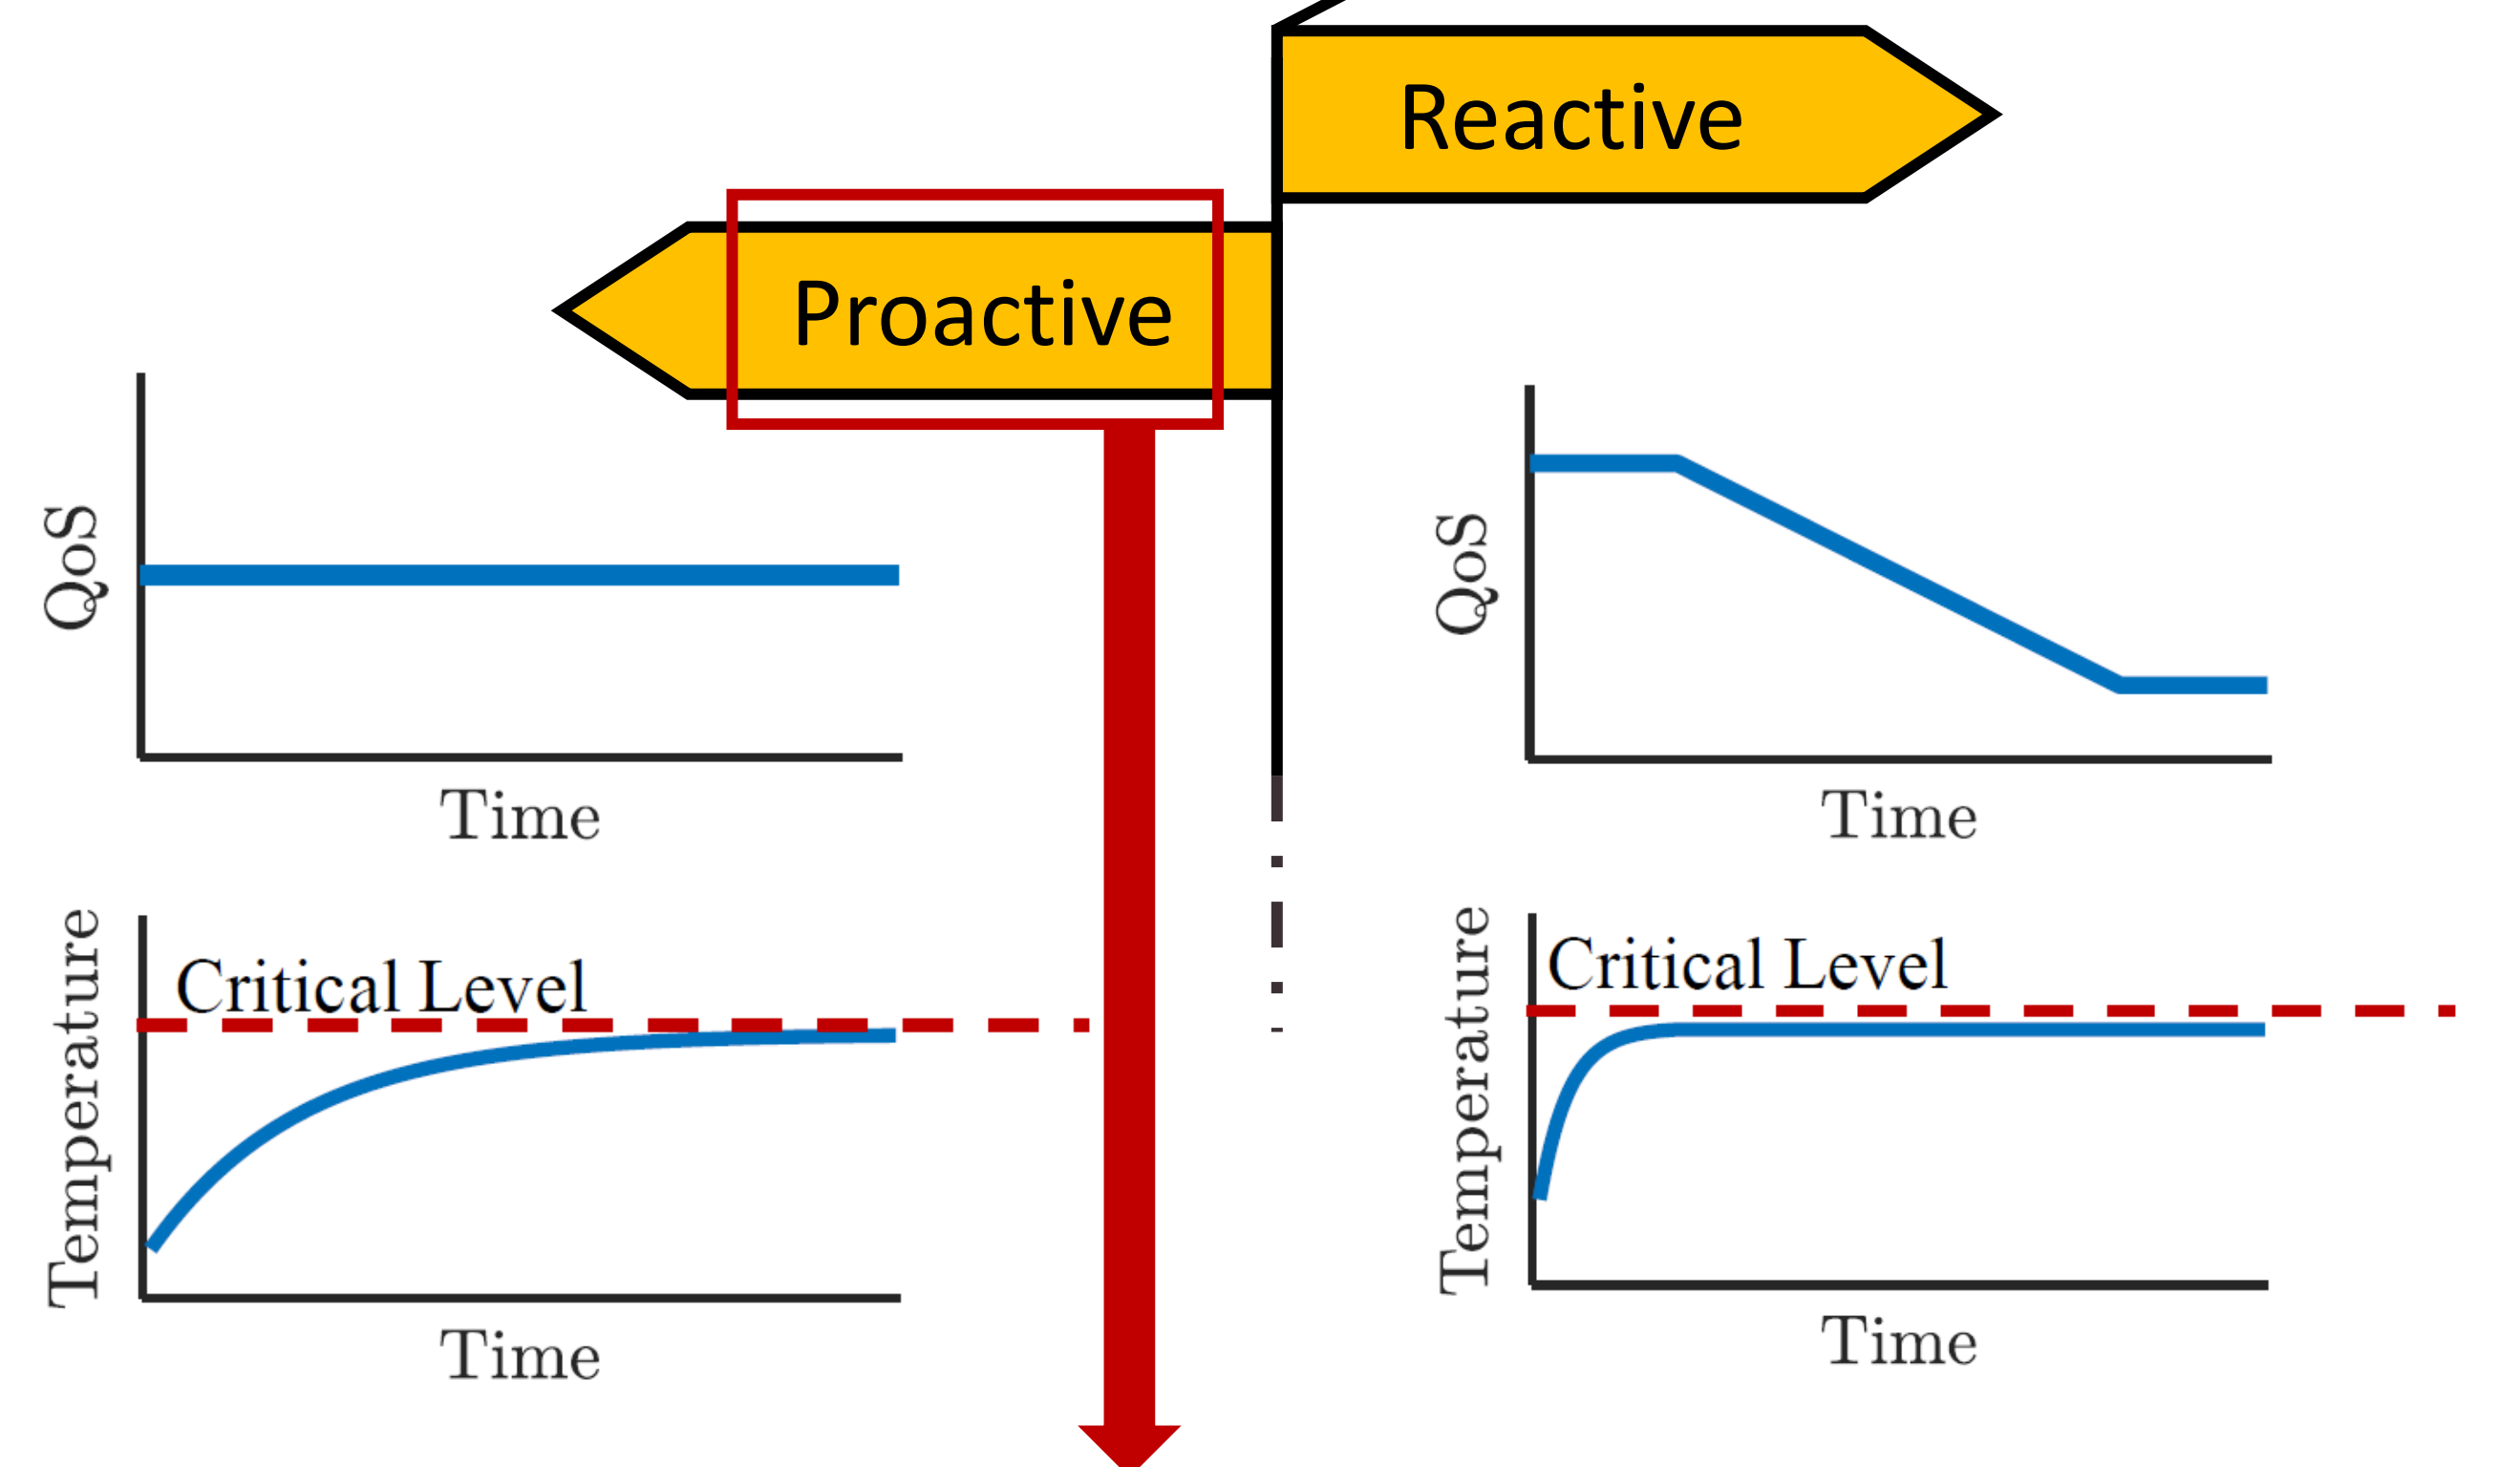 Reactive
Proactive
QoS
Time
QoS
Time
Temperature
Critical Level
Time
Temperature
Critical Level
Time